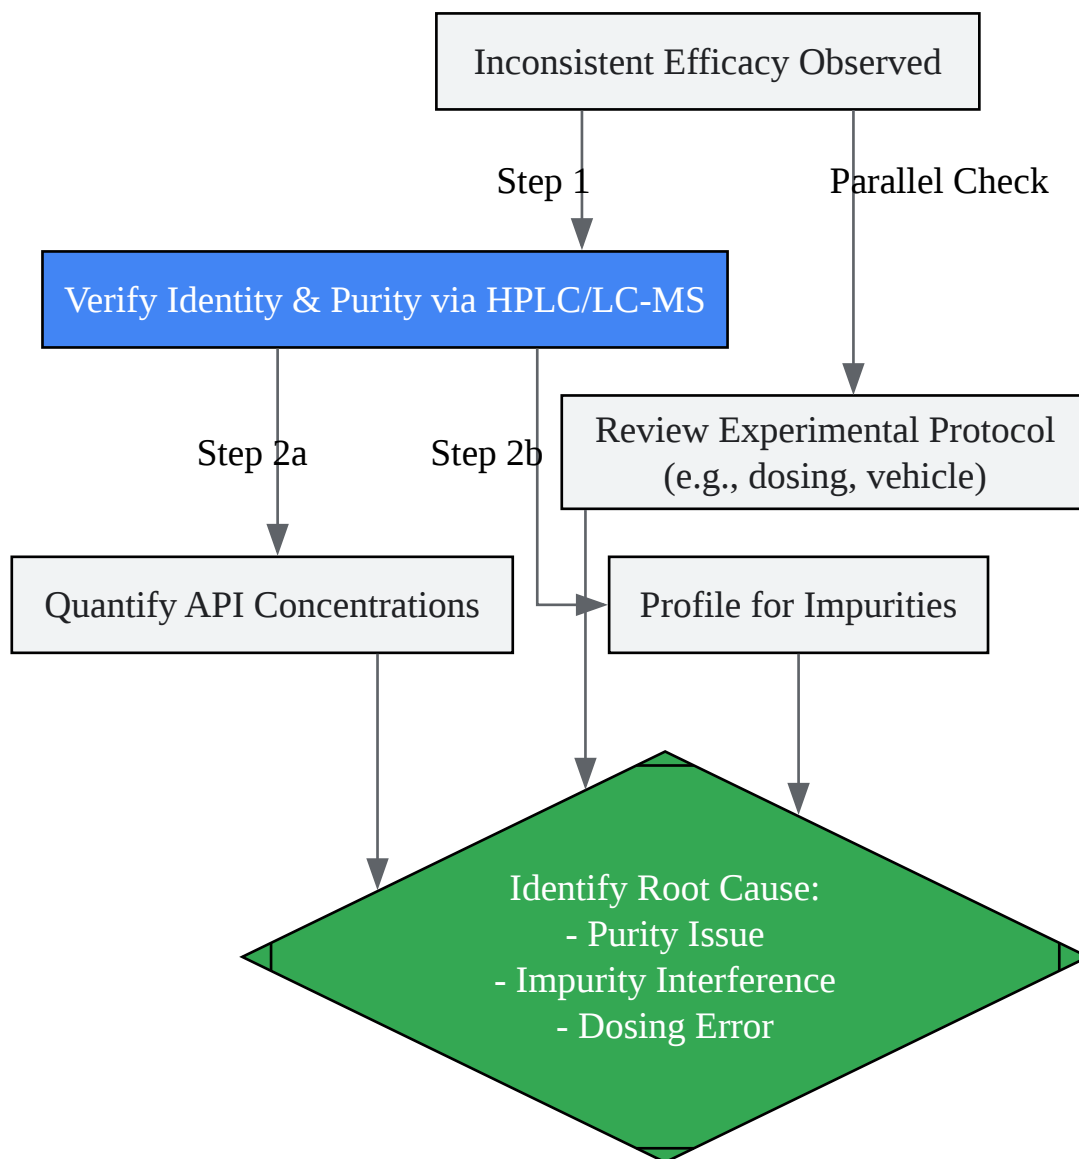 Inconsistent Efficacy Observed
Step 1
Parallel Check
Verify Identity & Purity via HPLC/LC-MS
Step 2a
Step 2b
Review Experimental Protocol
(e.g., dosing, vehicle)
Quantify API Concentrations
Profile for Impurities
Identify Root Cause:
- Purity Issue
- Impurity Interference
- Dosing Error